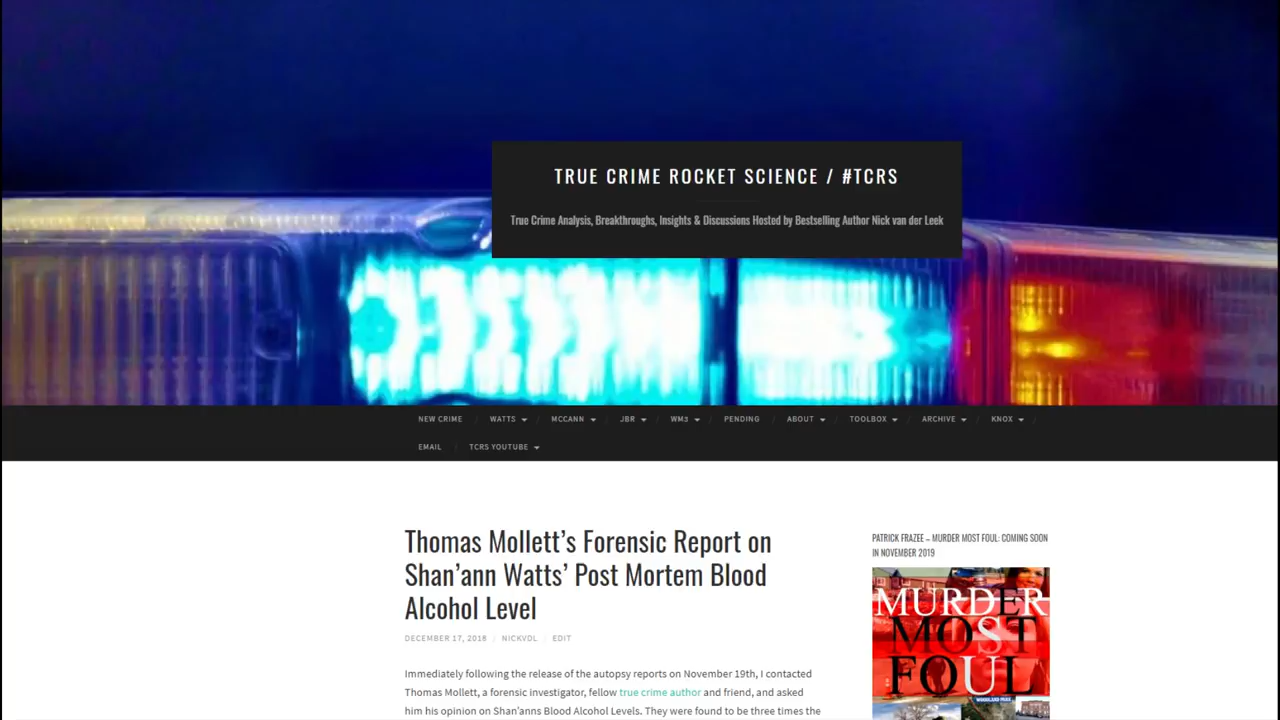 TRUE CRIME ROCKET SCIENCE / #TCRS
True Crime Analysis, Breakthroughs, Insights & Discussions Hosted by Bestselling Author Nick van der Leek
NEW CRIME / WATTS / MCCANN / JBR / WM3 / PENDING / ABOUT / TOOLBOX / ARCHIVE / KNOX /
EMAIL / TCRS YOUTUBE
Thomas Mollett's Forensic Report on
Shan'ann Watts' Post Mortem Blood
Alcohol Level
DECEMBER 17, 2018 / NICKVDL / EDIT
Immediately following the release of the autopsy reports on November 19th, I contacted
Thomas Mollett, a forensic investigator, fellow true crime author and friend, and asked
him his opinion on Shan'anns Blood Alcohol Levels. They were found to be three times the
PATRICK FRAZEE – MURDER MOST FOUL: COMING SOON
IN NOVEMBER 2019
MURDER
MOST
FOUL